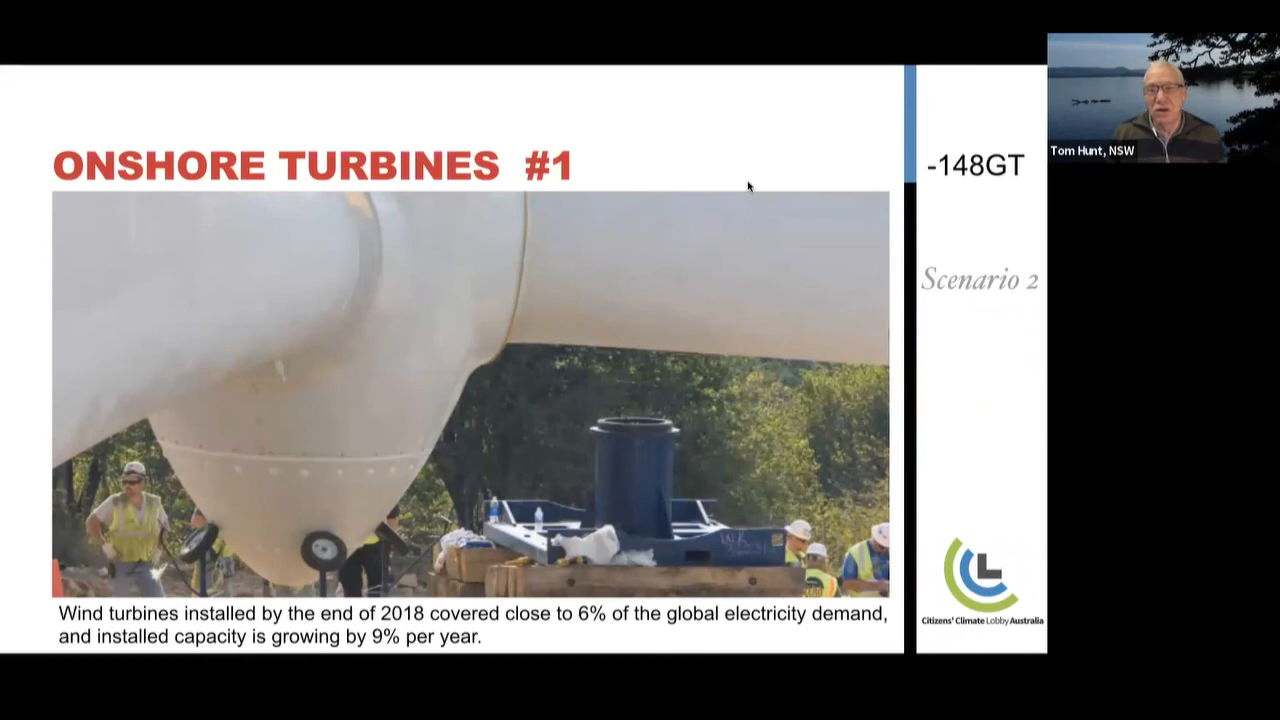 ONSHORE TURBINES #1
-148GT
Scenario 2
Tom Hunt, NSW
Citizens' Climate Lobby Australia
Wind turbines installed by the end of 2018 covered close to 6% of the global electricity demand,
and installed capacity is growing by 9% per year.